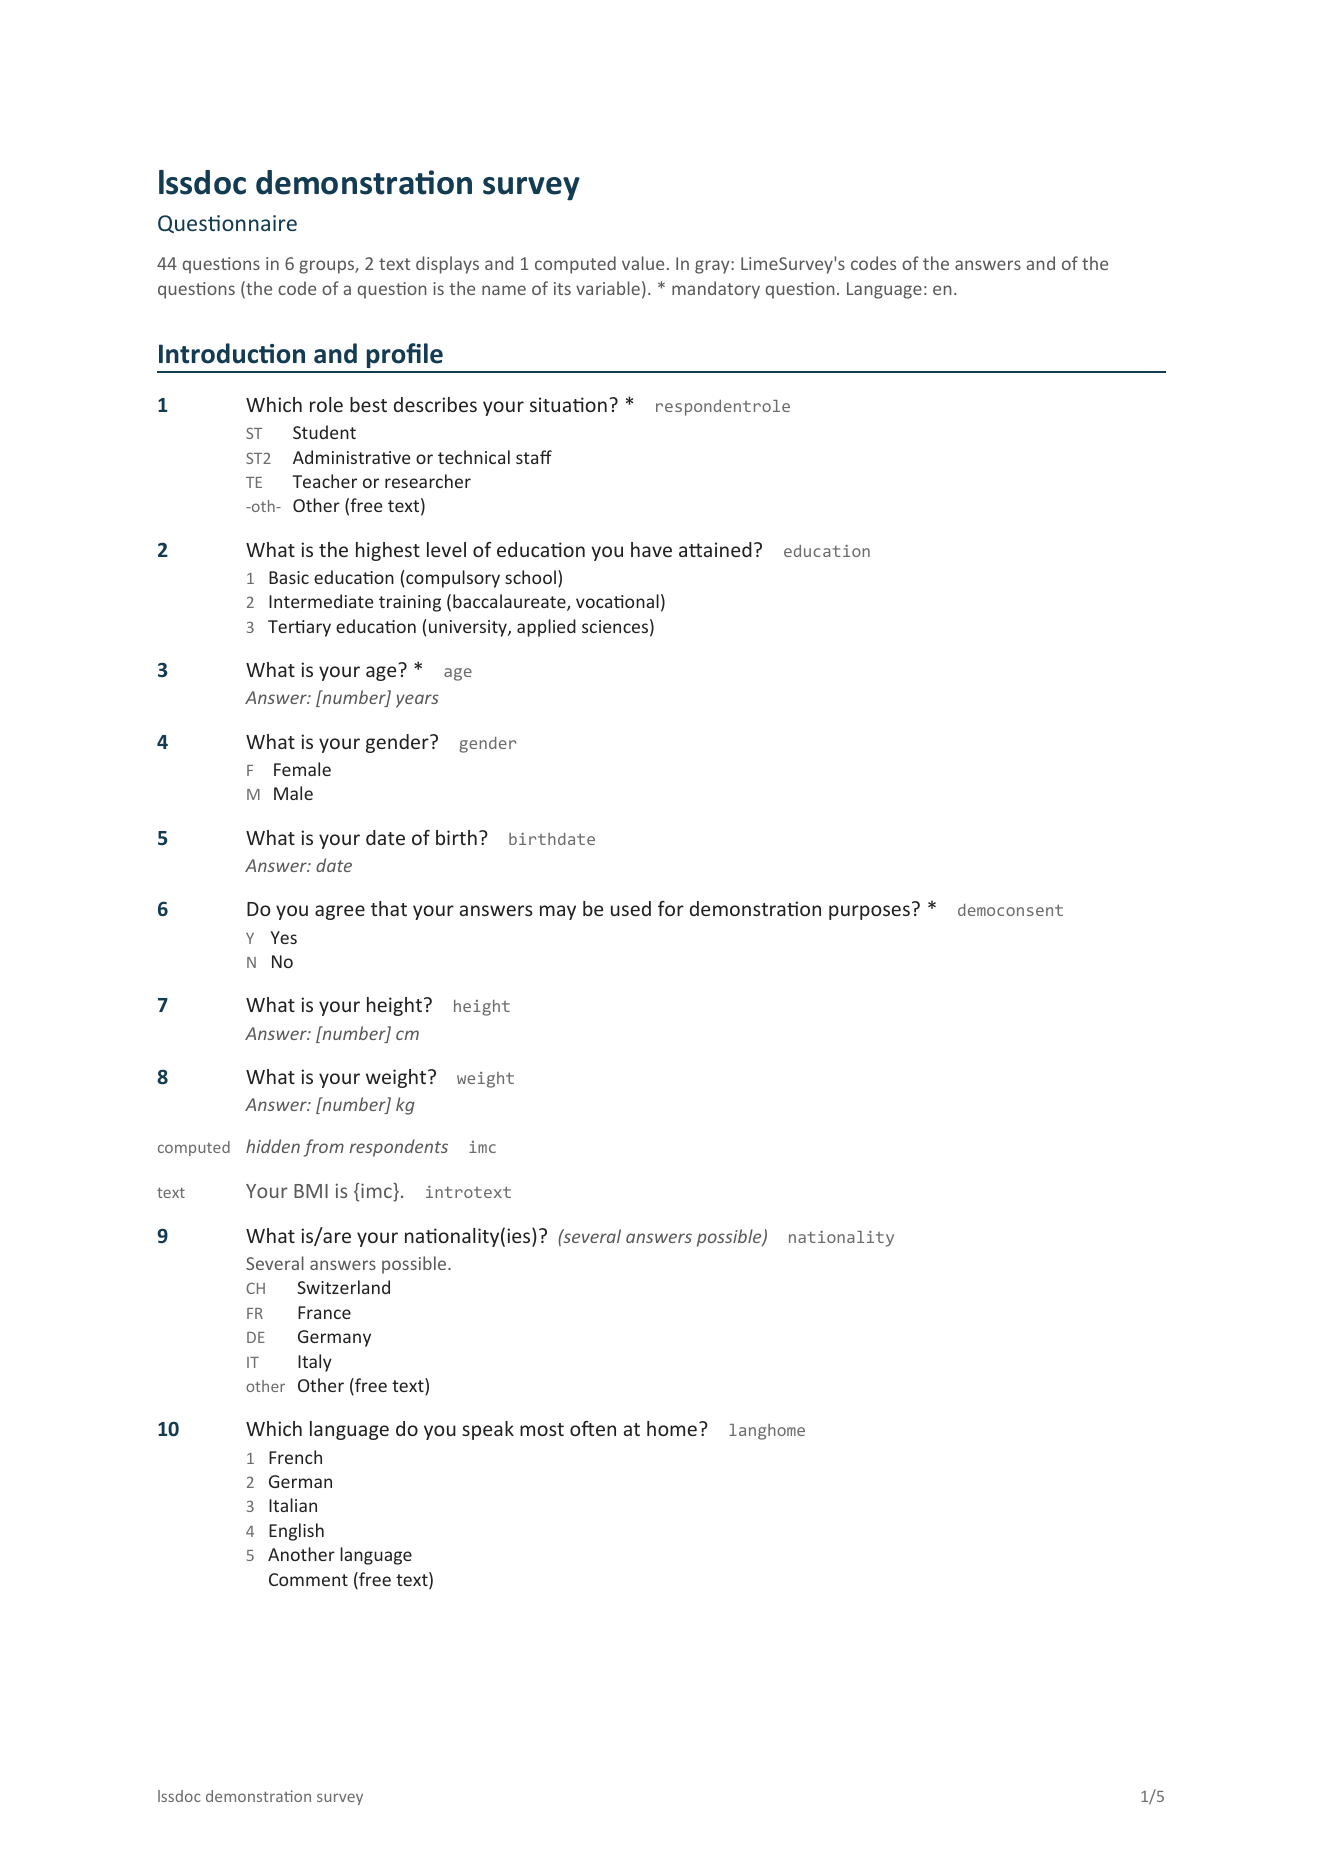 lssdoc demonstration survey
Questionnaire
44 questions in 6 groups, 2 text displays and 1 computed value. In gray: LimeSurvey's codes of the answers and of the
questions (the code of a question is the name of its variable). * mandatory question. Language: en.
Introduction and profile
1 Which role best describes your situation? * respondentrole
ST Student
ST2 Administrative or technical staff
TE Teacher or researcher
-oth- Other (free text)
2 What is the highest level of education you have attained? education
1 Basic education (compulsory school)
2 Intermediate training (baccalaureate, vocational)
3 Tertiary education (university, applied sciences)
3 What is your age? * age
Answer: [number] years
4 What is your gender? gender
F Female
M Male
5 What is your date of birth? birthdate
Answer: date
6 Do you agree that your answers may be used for demonstration purposes? * democonsent
Y Yes
N No
7 What is your height? height
Answer: [number] cm
8 What is your weight? weight
Answer: [number] kg
computed hidden from respondents imc
text Your BMI is {imc}. introtext
9 What is/are your nationality(ies)? (several answers possible) nationality
Several answers possible.
CH Switzerland
FR France
DE Germany
IT Italy
other Other (free text)
10 Which language do you speak most often at home? langhome
1 French
2 German
3 Italian
4 English
5 Another language
Comment (free text)
lssdoc demonstration survey 1/5